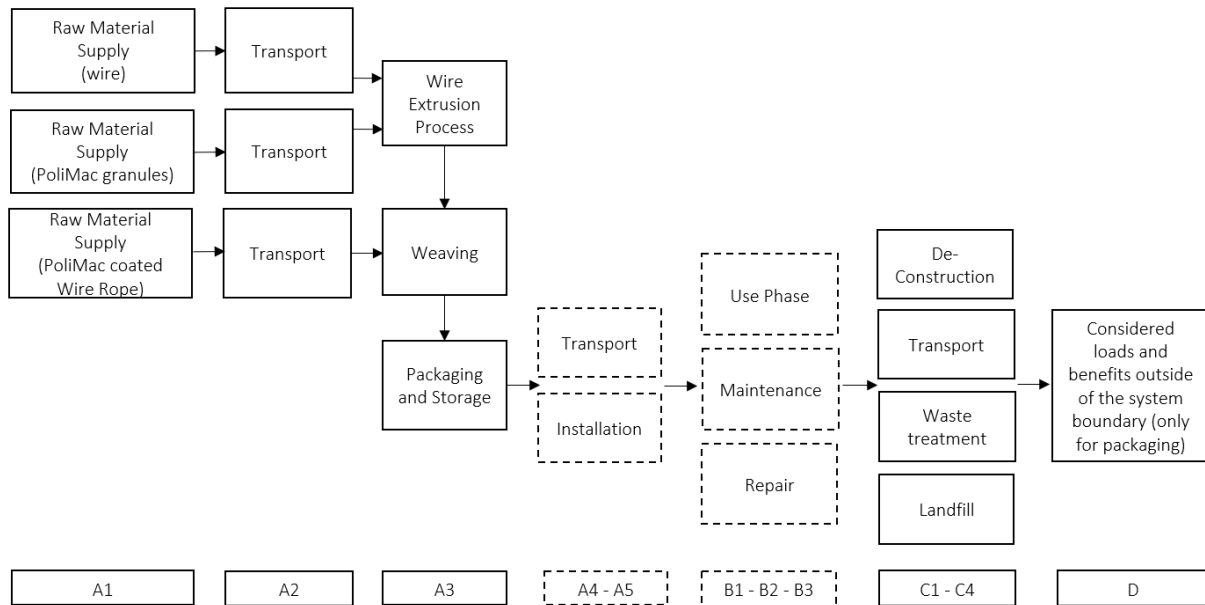 Raw Material
Supply
(wire)
Transport
Raw Material
Supply
(PoliMac granules)
Transport
Wire
Extrusion
Process
Raw Material
Supply
(PoliMac coated
Wire Rope)
Transport
Weaving
Packaging
and Storage
Transport
Installation
Use Phase
Maintenance
Repair
De-
Construction
Transport
Waste
treatment
Landfill
Considered
loads and
benefits outside
of the system
boundary (only
for packaging)
A1
A2
A3
A4 - A5
B1 - B2 - B3
C1 - C4
D